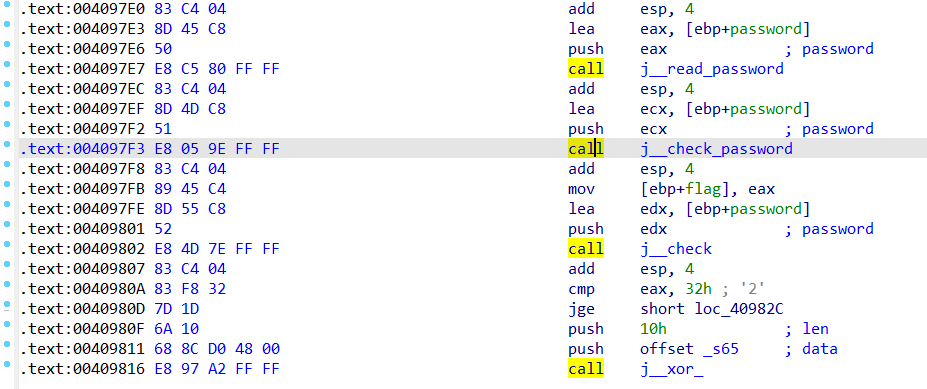 .text:004097E0 83 C4 04 add esp, 4
.text:004097E3 8D 45 C8 lea eax, [ebp+password]
.text:004097E6 50 push eax ; password
.text:004097E7 E8 C5 80 FF FF call j__read_password
.text:004097EC 83 C4 04 add esp, 4
.text:004097EF 8D 4D C8 lea ecx, [ebp+password]
.text:004097F2 51 push ecx ; password
.text:004097F3 E8 05 9E FF FF call j__check_password
.text:004097F8 83 C4 04 add esp, 4
.text:004097FB 89 45 C4 mov [ebp+flag], eax
.text:004097FE 8D 55 C8 lea edx, [ebp+password]
.text:00409801 52 push edx ; password
.text:00409802 E8 4D 7E FF FF call j__check
.text:00409807 83 C4 04 add esp, 4
.text:0040980A 83 F8 32 cmp eax, 32h ; '2'
.text:0040980D 7D 1D jge short loc_40982C
.text:0040980F 6A 10 push 10h ; len
.text:00409811 68 8C D0 48 00 push offset _s65 ; data
.text:00409816 E8 97 A2 FF FF call j__xor_